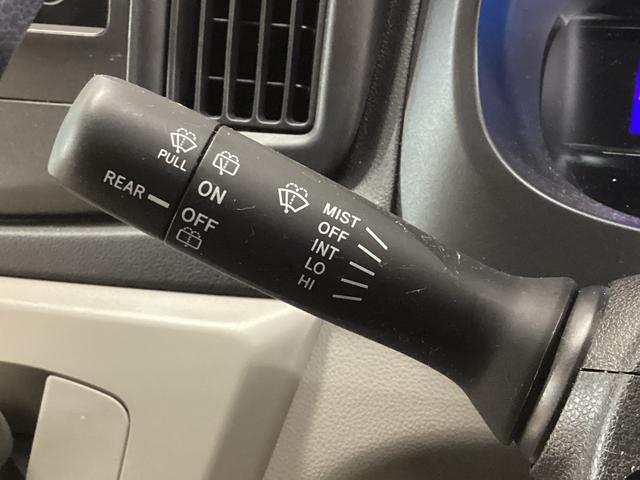 PULL
REAR
ON
OFF
MIST
OFF
INT
LO
HI